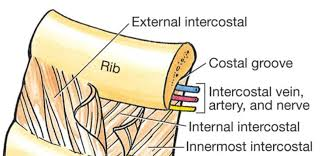 External intercostal
Rib
Costal groove
Intercostal vein,
artery, and nerve
Internal intercostal
Innermost intercostal